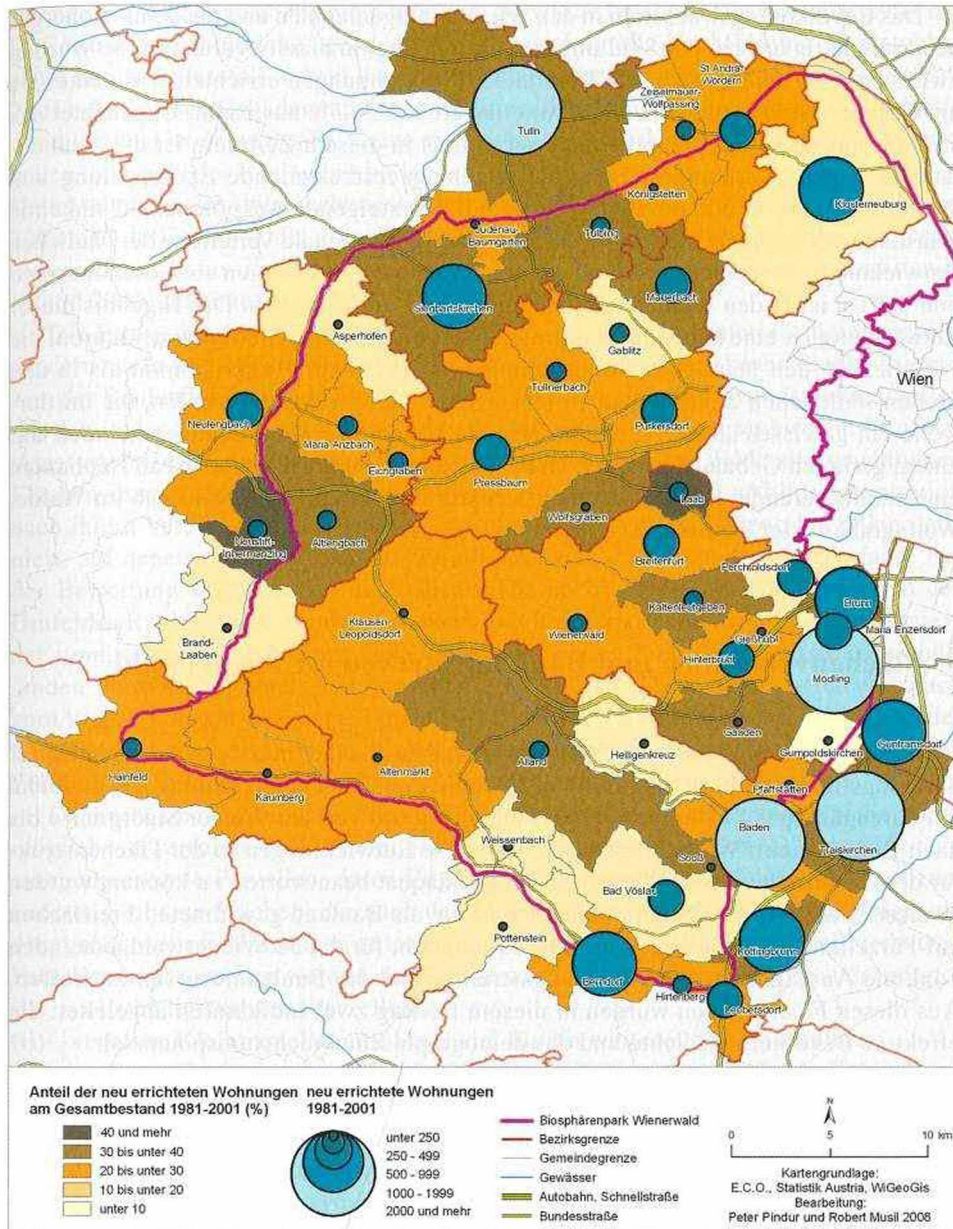 St.Andrä-
Wördern
Zeiselmauer-
Wolfpassing
Tulln
Königstetten
Klosterneuburg
Judenau-
Baumgarten
Tulbing
Sieghartskirchen
Mauerbach
Asperhofen
Gablitz
Wien
Tullnerbach
Neulengbach
Purkersdorf
Maria Anzbach
Eichgraben
Pressbaum
Laab
Wolfsgraben
Neustift-
Innermanzing
Altlengbach
Breitenfurt
Perchtoldsdorf
Brunn
Kaltenleutgeben
Klausen-
Leopoldsdorf
Wienerwald
Gießhübl
Maria Enzersdorf
Brand-
Laaben
Hinterbrühl
Mödling
Gaaden
Guntramsdorf
Hainfeld
Altenmarkt
Alland
Heiligenkreuz
Gumpoldskirchen
Kaumberg
Pfaffstätten
Baden
Traiskirchen
Weissenbach
Sooß
Bad Vöslau
Pottenstein
Kottingbrunn
Berndorf
Hirtenberg
Leobersdorf
Anteil der neu errichteten Wohnungen
am Gesamtbestand 1981-2001 (%)
40 und mehr
30 bis unter 40
20 bis unter 30
10 bis unter 20
unter 10
neu errichtete Wohnungen
1981-2001
unter 250
250 - 499
500 - 999
1000 - 1999
2000 und mehr
Biosphärenpark Wienerwald
Bezirksgrenze
Gemeindegrenze
Gewässer
Autobahn, Schnellstraße
Bundesstraße
N
0 5 10 km
Kartengrundlage:
E.C.O., Statistik Austria, WiGeoGis
Bearbeitung:
Peter Pindur und Robert Musil 2008